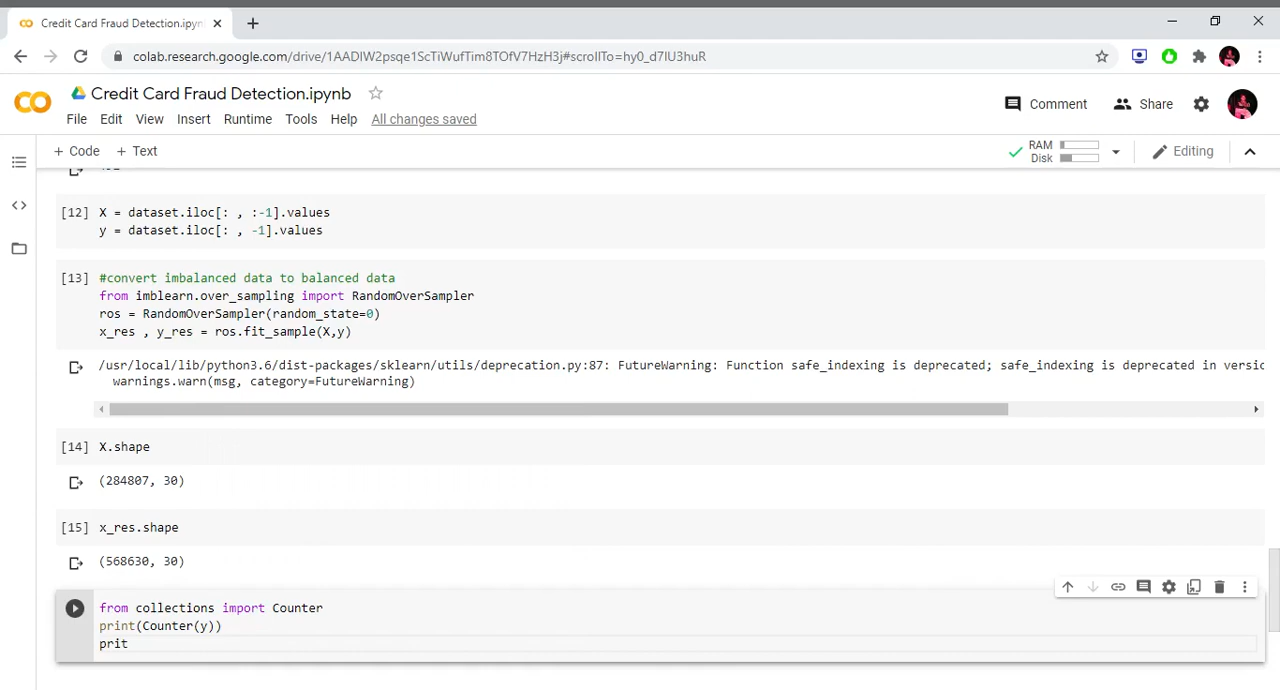 Credit Card Fraud Detection.ipynb
colab.research.google.com/drive/1AADIW2psqe1ScTiWufTim8TOfV7HzH3j#scrollTo=hy0_d7lU3huR
Credit Card Fraud Detection.ipynb
Comment
Share
File Edit View Insert Runtime Tools Help All changes saved
+ Code + Text
RAM
Disk
Editing
[12] X = dataset.iloc[: , :-1].values
y = dataset.iloc[: , -1].values
[13] #convert imbalanced data to balanced data
from imblearn.over_sampling import RandomOverSampler
ros = RandomOverSampler(random_state=0)
x_res , y_res = ros.fit_sample(X,y)
/usr/local/lib/python3.6/dist-packages/sklearn/utils/deprecation.py:87: FutureWarning: Function safe_indexing is deprecated; safe_indexing is deprecated in versio
warnings.warn(msg, category=FutureWarning)
[14] X.shape
(284807, 30)
[15] x_res.shape
(568630, 30)
from collections import Counter
print(Counter(y))
prit